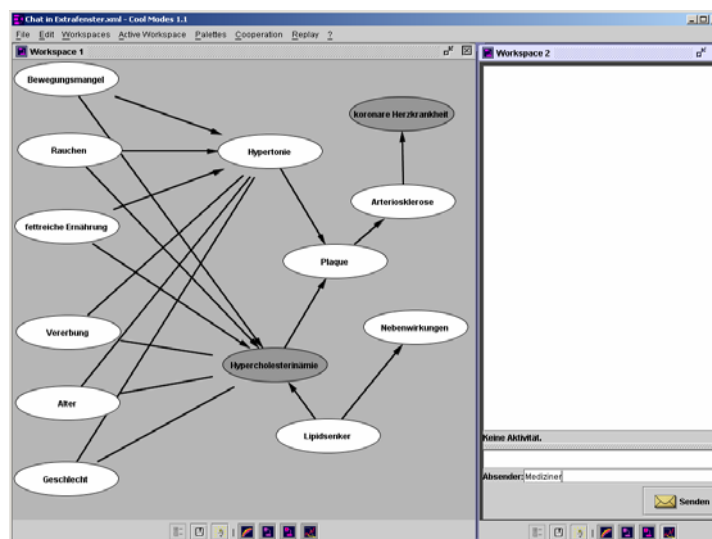 Chat in Extrafenster.xml - Cool Modes 1.1
File Edit Workspaces Active Workspace Palettes Cooperation Replay ?
Workspace 1
Workspace 2
Bewegungsmangel
koronare Herzkrankheit
Rauchen
Hypertonie
Arteriosklerose
fettreiche Ernährung
Plaque
Vererbung
Nebenwirkungen
Hypercholesterinämie
Alter
Lipidsenker
Keine Aktivität.
Absender: Mediziner
Geschlecht
Senden